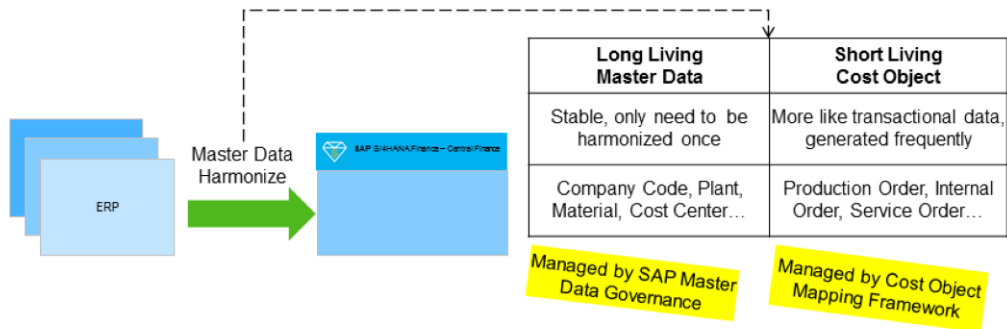 ERP
Master Data
Harmonize
SAP S/4HANA Finance – Central Finance
Long Living
Master Data
Short Living
Cost Object
Stable, only need to be
harmonized once
More like transactional data,
generated frequently
Company Code, Plant,
Material, Cost Center…
Production Order, Internal
Order, Service Order…
Managed by SAP Master
Data Governance
Managed by Cost Object
Mapping Framework